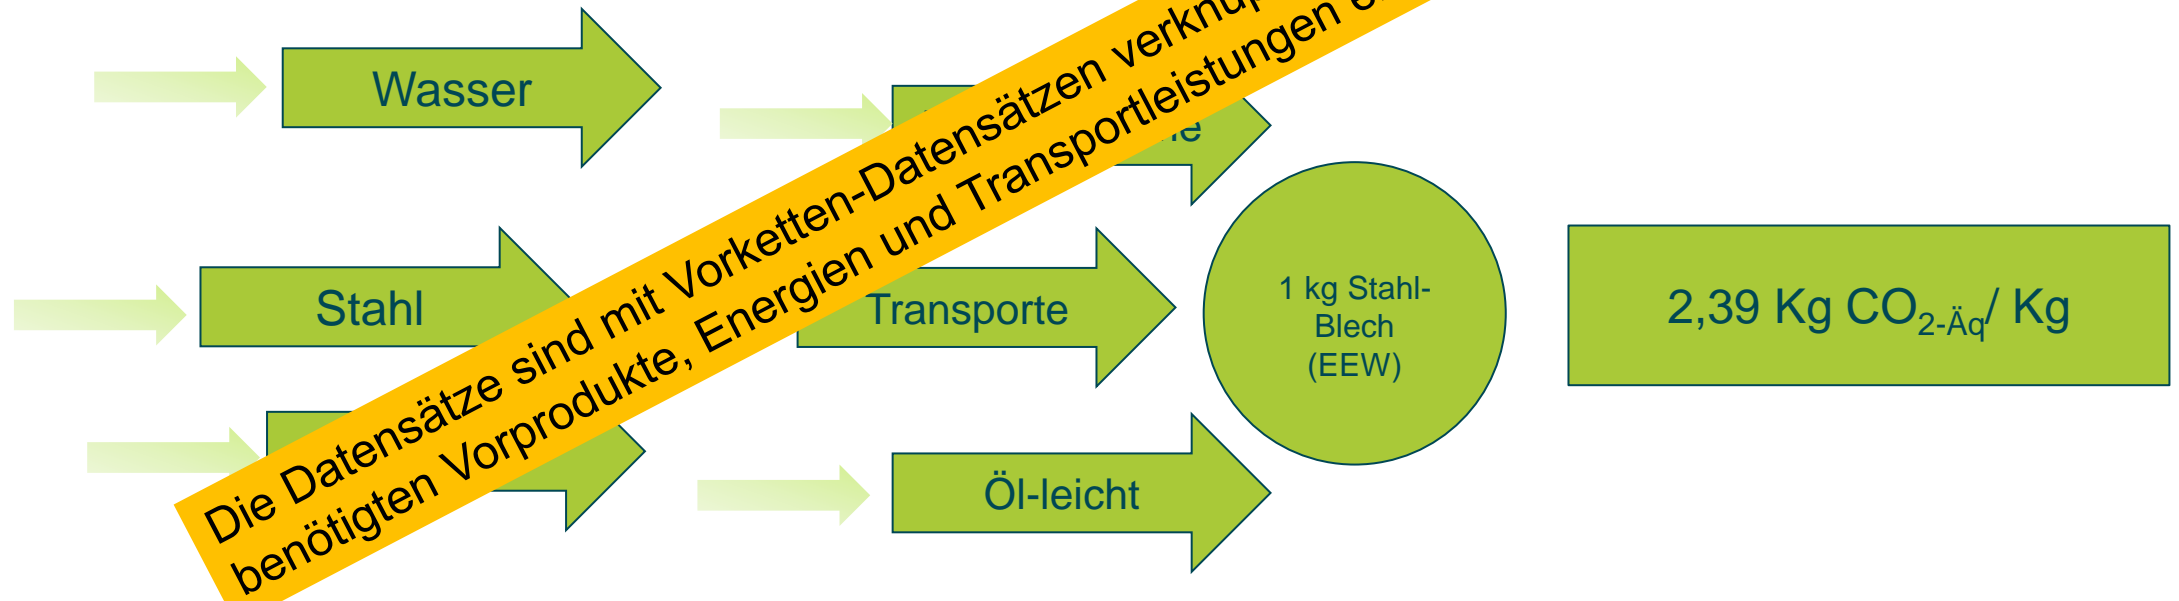 Wasser
Stahl
Transporte
Öl-leicht
1 kg Stahl-
Blech
(EEW)
2,39 Kg CO2-Äq/ Kg
Die Datensätze sind mit Vorketten-Datensätzen
benötigten Vorprodukte, Energien und Transportleistungen